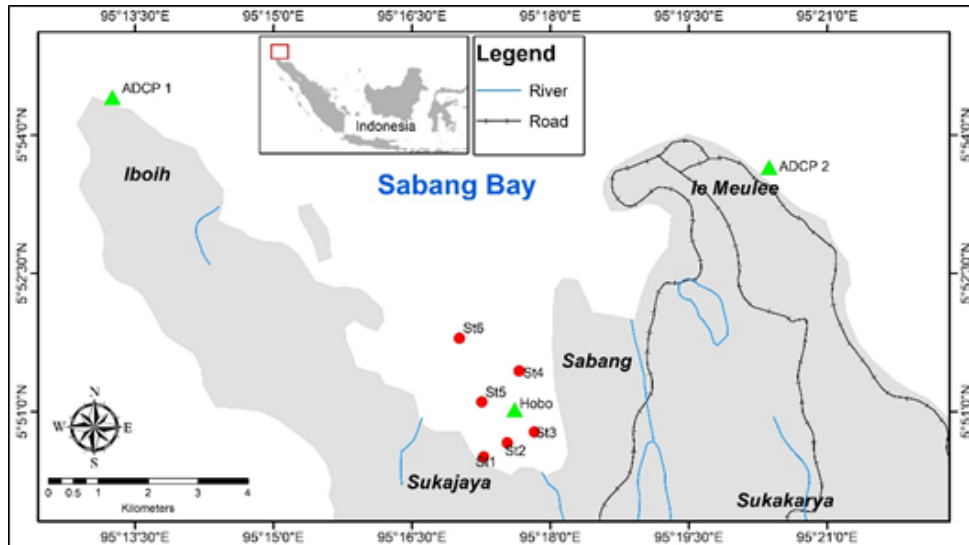 95°13'30"E 95°15'0"E 95°16'30"E 95°18'0"E 95°19'30"E 95°21'0"E
ADCP 1
Legend
River
Road
Indonesia
5°54'0"N
5°54'0"N
Iboih
Sabang Bay
Ie Meulee
ADCP 2
5°52'30"N
5°52'30"N
St6
Sabang
St4
St5
Hobo
5°51'0"N
5°51'0"N
St3
St2
St1
N
W E
S
Sukajaya
Sukakarya
0 0.5 1 2 3 4
Kilometers
95°13'30"E 95°15'0"E 95°16'30"E 95°18'0"E 95°19'30"E 95°21'0"E